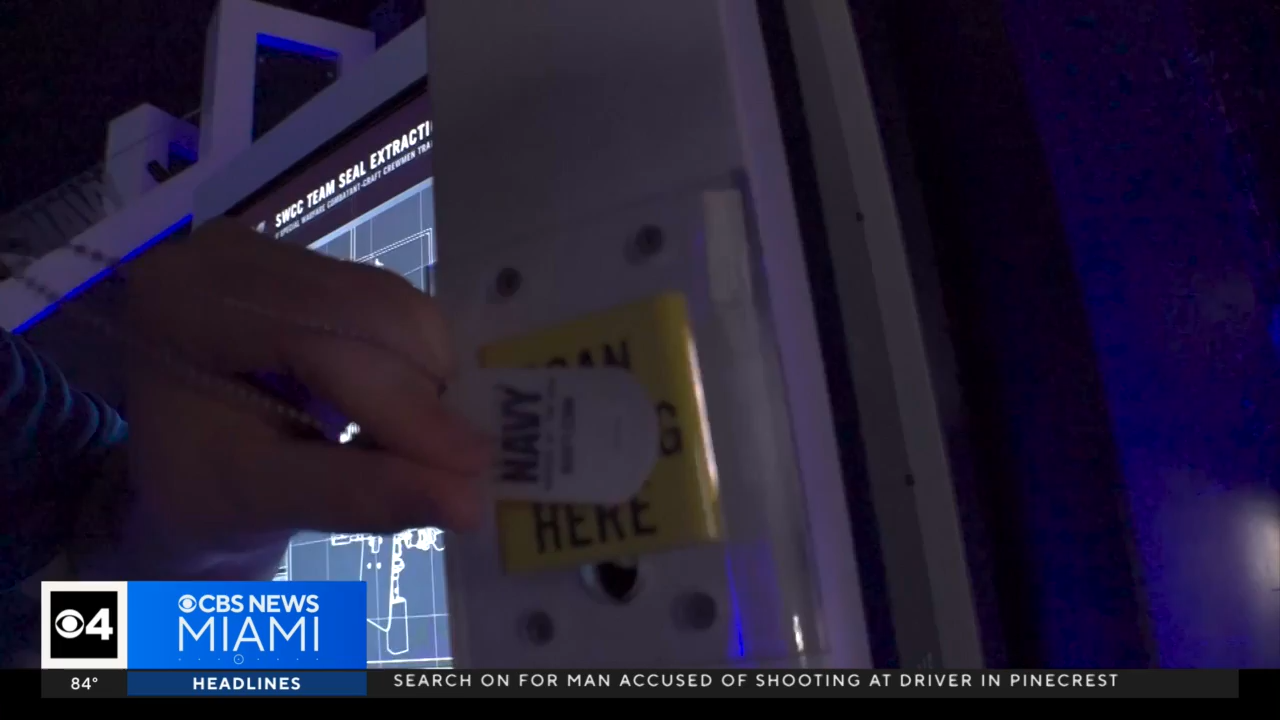 SWCC TEAM SEAL EXTRACTI
SPECIAL WARFARE COMBATANT-CRAFT CREWMEN TRA
NAVY
HERE
4
CBS NEWS
MIAMI
84°
HEADLINES
SEARCH ON FOR MAN ACCUSED OF SHOOTING AT DRIVER IN PINECREST